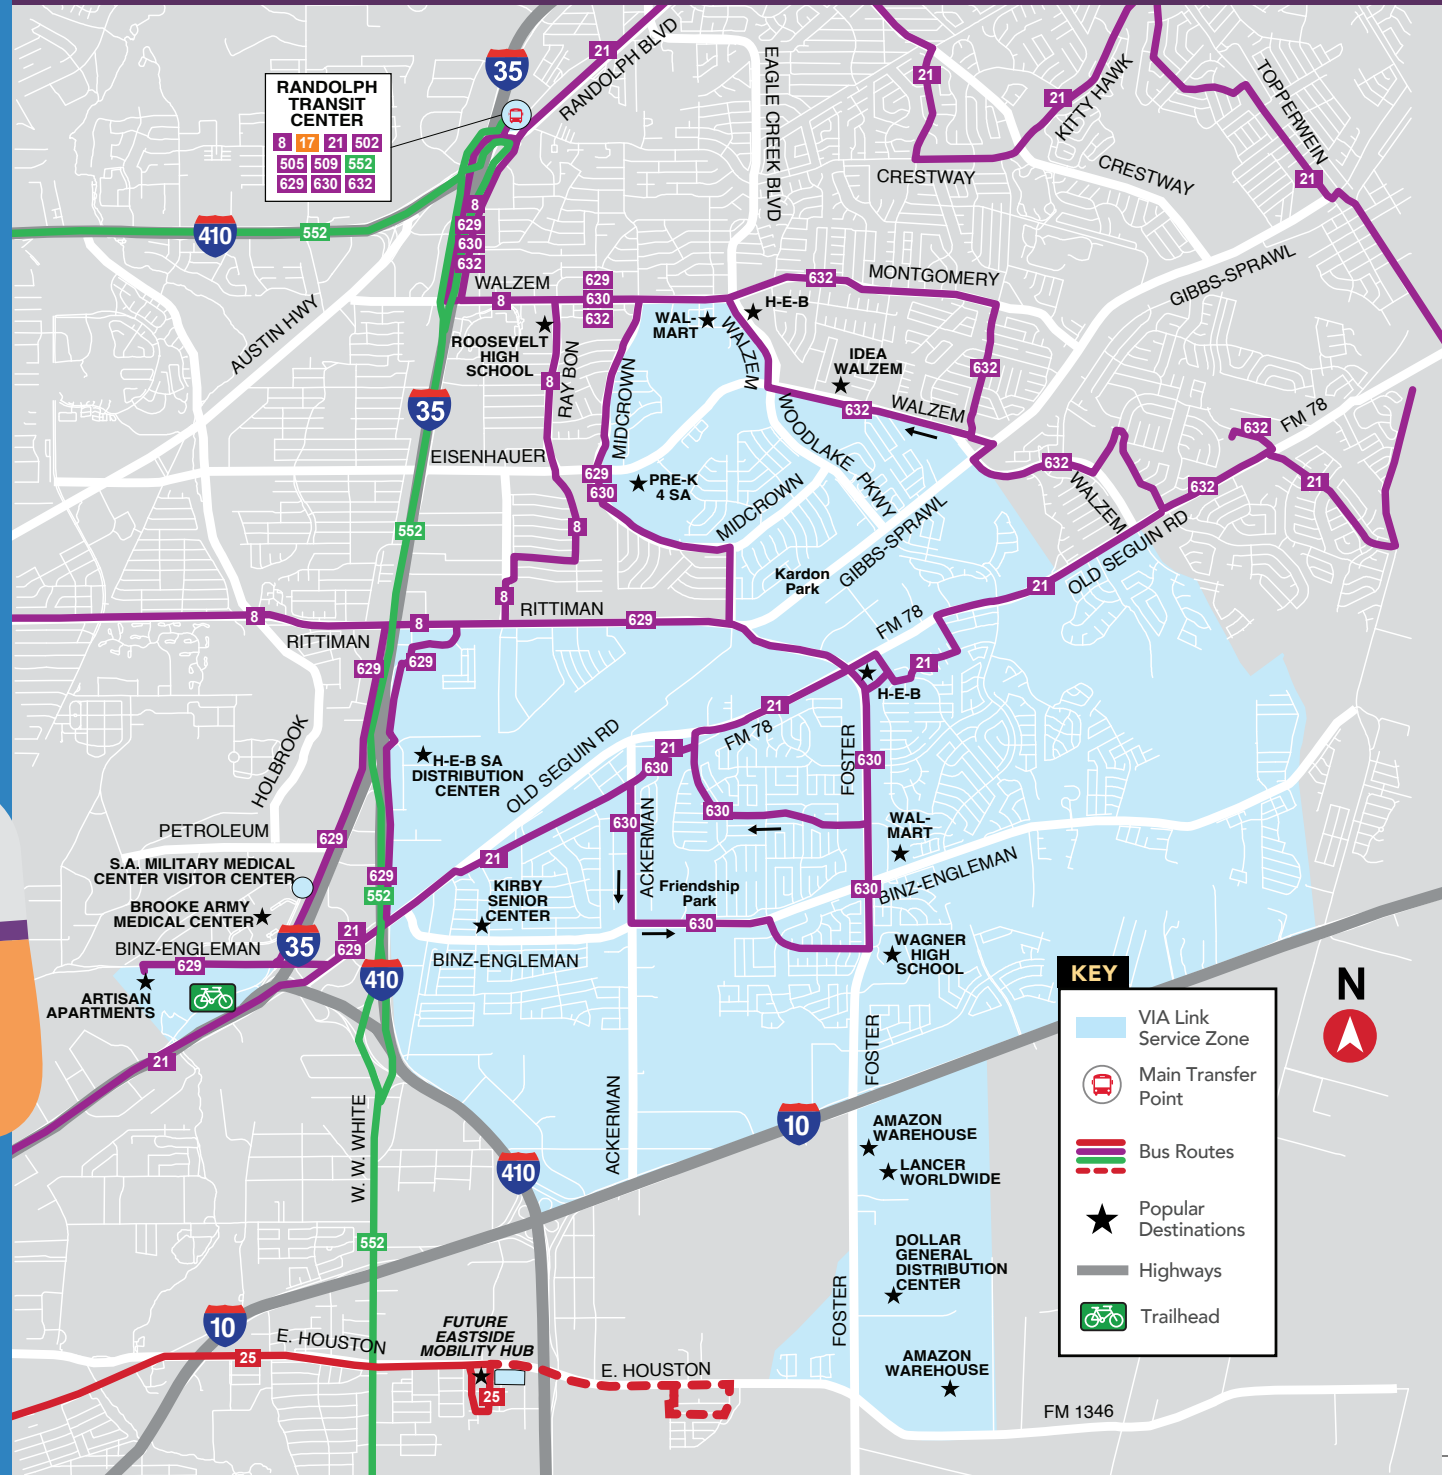 35
21
RANDOLPH BLVD
EAGLE CREEK BLVD
21
21
KITTY HAWK
TOPPERWEIN
RANDOLPH
TRANSIT
CENTER
8 17 21 502
505 509 552
629 630 632
CRESTWAY
CRESTWAY
21
410
552
8
629
630
632
GIBBS-SPRAWL
WALZEM
8
629
630
632
632
MONTGOMERY
H-E-B
WAL-
MART
WALZEM
AUSTIN HWY
ROOSEVELT
HIGH
SCHOOL
RAY BON
8
MIDCROWN
IDEA
WALZEM
632
632
WALZEM
35
WOODLAKE PKWY
FM 78
632
EISENHAUER
629
630
PRE-K
4 SA
MIDCROWN
GIBBS-SPRAWL
632
WALZEM
632
21
552
8
OLD SEGUIN RD
Kardon
Park
21
8
8
RITTIMAN
8
RITTIMAN
629
FM 78
629
629
21
H-E-B
21
FM 78
HOLBROOK
H-E-B SA
DISTRIBUTION
CENTER
OLD SEGUIN RD
21
630
FOSTER
630
PETROLEUM
629
630
630
ACKERMAN
WAL-
MART
21
S.A. MILITARY MEDICAL
CENTER VISITOR CENTER
629
552
KIRBY
SENIOR
CENTER
Friendship
Park
630
BINZ-ENGLEMAN
BROOKE ARMY
MEDICAL CENTER
630
BINZ-ENGLEMAN
35
21
629
BINZ-ENGLEMAN
WAGNER
HIGH
SCHOOL
629
410
ARTISAN
APARTMENTS
21
FOSTER
ACKERMAN
W. W. WHITE
10
410
AMAZON
WAREHOUSE
LANCER
WORLDWIDE
552
DOLLAR
GENERAL
DISTRIBUTION
CENTER
FOSTER
10
E. HOUSTON
25
FUTURE
EASTSIDE
MOBILITY HUB
25
E. HOUSTON
AMAZON
WAREHOUSE
FM 1346
KEY
VIA Link
Service Zone
Main Transfer
Point
Bus Routes
Popular
Destinations
Highways
Trailhead
N